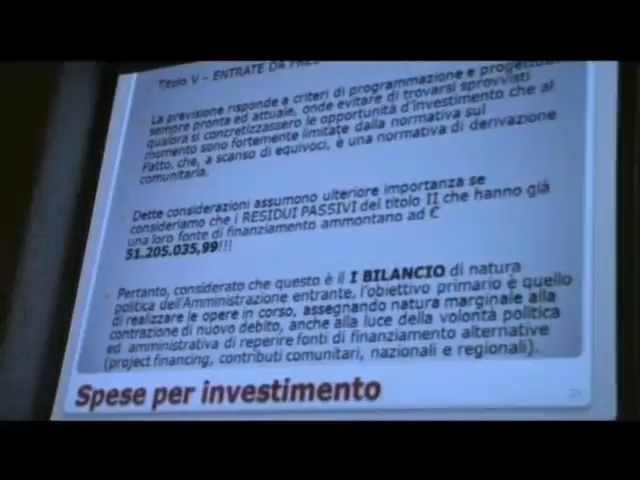 Titolo V – ENTRATE DA
La previsione risponde a criteri di programmazione e
sempre pronta ed attuale, onde evitare di trovarsi sprovvisti
qualora si concretizzassero le opportunità d'investimento che al
momento sono fortemente limitate dalla normativa sul
Patto, che, a scanso di equivoci, è una normativa di derivazione
comunitaria.
Dette considerazioni assumono ulteriore importanza se
consideriamo che i RESIDUI PASSIVI del titolo II che hanno già
una loro fonte di finanziamento ammontano ad €
51.205.035,99!!!
Pertanto, considerato che questo è il I BILANCIO di natura
politica dell'Amministrazione entrante, l'obiettivo primario è quello
di realizzare le opere in corso, assegnando natura marginale alla
contrazione di nuovo debito, anche alla luce della volontà politica
ed amministrativa di reperire fonti di finanziamento alternative
(project financing, contributi comunitari, nazionali e regionali).
Spese per investimento